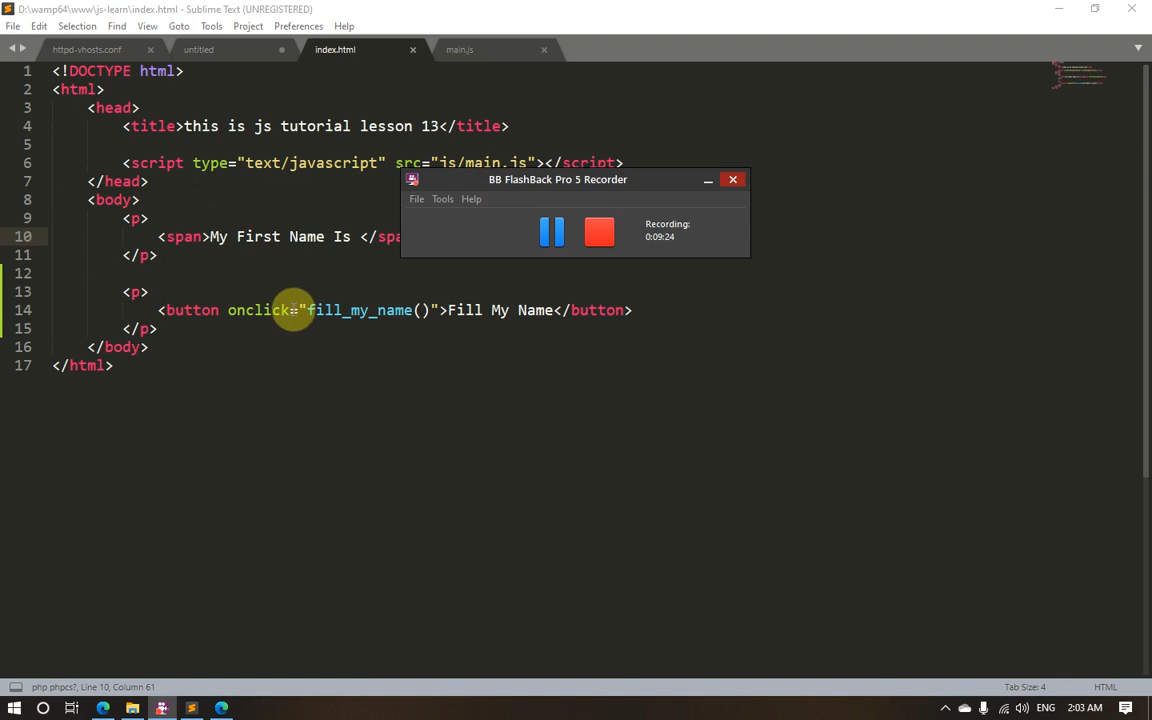 D:\wamp64\www\js-learn\index.html - Sublime Text (UNREGISTERED)
File Edit Selection Find View Goto Tools Project Preferences Help
httpd-vhosts.conf untitled index.html main.js
1 <!DOCTYPE html>
2 <html>
3 <head>
4 <title>this is js tutorial lesson 13</title>
5
6 <script type="text/javascript" src="js/main.js"></script>
7 </head>
BB FlashBack Pro 5 Recorder
File Tools Help
Recording:
0:09:24
8 <body>
9 <p>
10 <span>My First Name Is </spa
11 </p>
12
13 <p>
14 <button onclick="fill_my_name()">Fill My Name</button>
15 </p>
16 </body>
17 </html>
php phpcs?, Line 10, Column 61 Tab Size: 4 HTML
ENG 2:03 AM